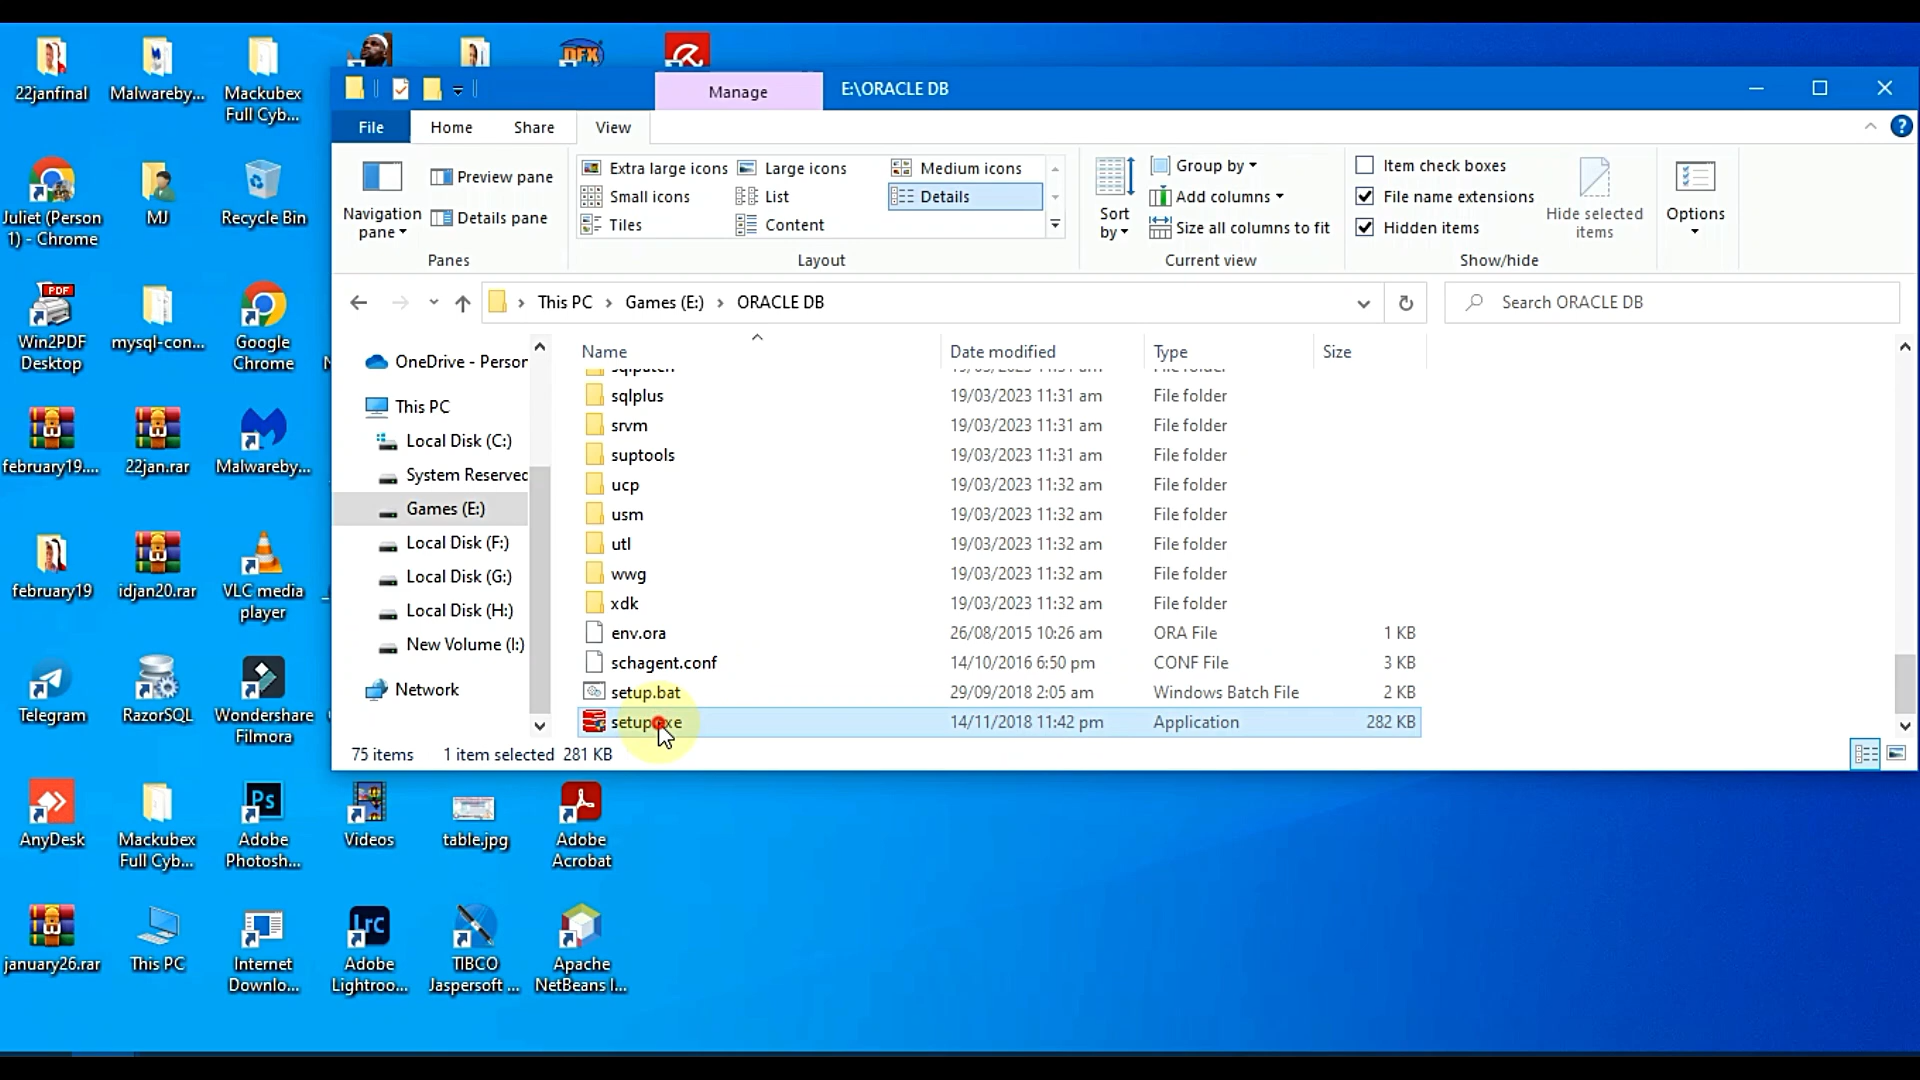 22janfinal
Malwareby...
Mackubex
Full Cyb...
DFX
Manage
E:\ORACLE DB
File
Home
Share
View
?
Navigation
pane
Preview pane
Details pane
Panes
Extra large icons
Large icons
Medium icons
Small icons
List
Details
Tiles
Content
Layout
Sort
by
Group by
Add columns
Size all columns to fit
Current view
Item check boxes
File name extensions
Hidden items
Hide selected
items
Show/hide
Options
This PC
Games (E:)
ORACLE DB
Search ORACLE DB
Juliet (Person
1) - Chrome
MJ
Recycle Bin
PDF
Win2PDF
Desktop
mysql-con...
Google
Chrome
february19....
22jan.rar
Malwareby...
february19
idjan20.rar
VLC media
player
Telegram
RazorSQL
Wondershare
Filmora
OneDrive - Person
This PC
Local Disk (C:)
System Reserved
Games (E:)
Local Disk (F:)
Local Disk (G:)
Local Disk (H:)
New Volume (I:)
Network
Name
Date modified
Type
Size
sqlplus 19/03/2023 11:31 am File folder
srvm 19/03/2023 11:31 am File folder
suptools 19/03/2023 11:31 am File folder
ucp 19/03/2023 11:32 am File folder
usm 19/03/2023 11:32 am File folder
utl 19/03/2023 11:32 am File folder
wwg 19/03/2023 11:32 am File folder
xdk 19/03/2023 11:32 am File folder
env.ora 26/08/2015 10:26 am ORA File 1 KB
schagent.conf 14/10/2016 6:50 pm CONF File 3 KB
setup.bat 29/09/2018 2:05 am Windows Batch File 2 KB
setup.exe 14/11/2018 11:42 pm Application 282 KB
75 items
1 item selected 281 KB
AnyDesk
Mackubex
Full Cyb...
Ps
Adobe
Photosh...
Videos
table.jpg
Adobe
Acrobat
january26.rar
This PC
Internet
Downlo...
Lrc
Adobe
Lightroo...
TIBCO
Jaspersoft ...
Apache
NetBeans I...